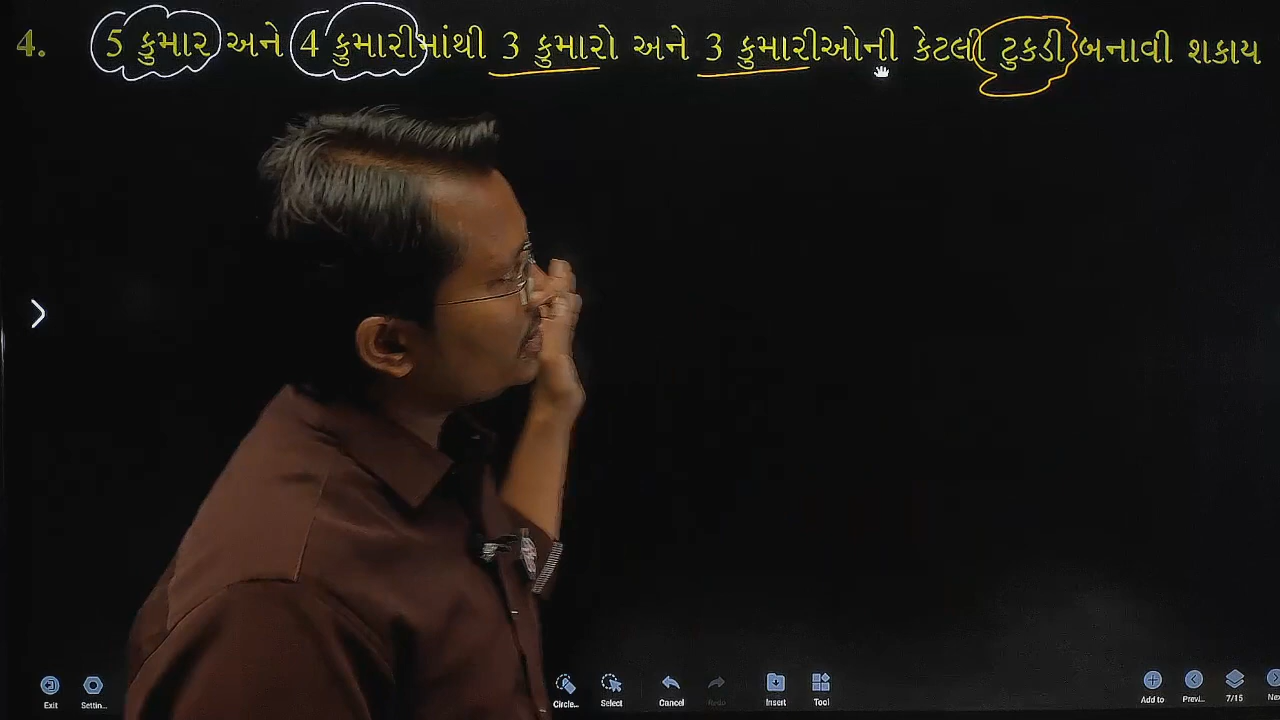 4. 5 કુમાર અને 4 કુમારીમાંથી 3 કુમારો અને 3 કુમારીઓની કેટલી ટુકડી બનાવી શકાય
Exit
Settin...
Circle...
Select
Cancel
Redo
Insert
Tool
Add to
Previ...
7/15
Nex